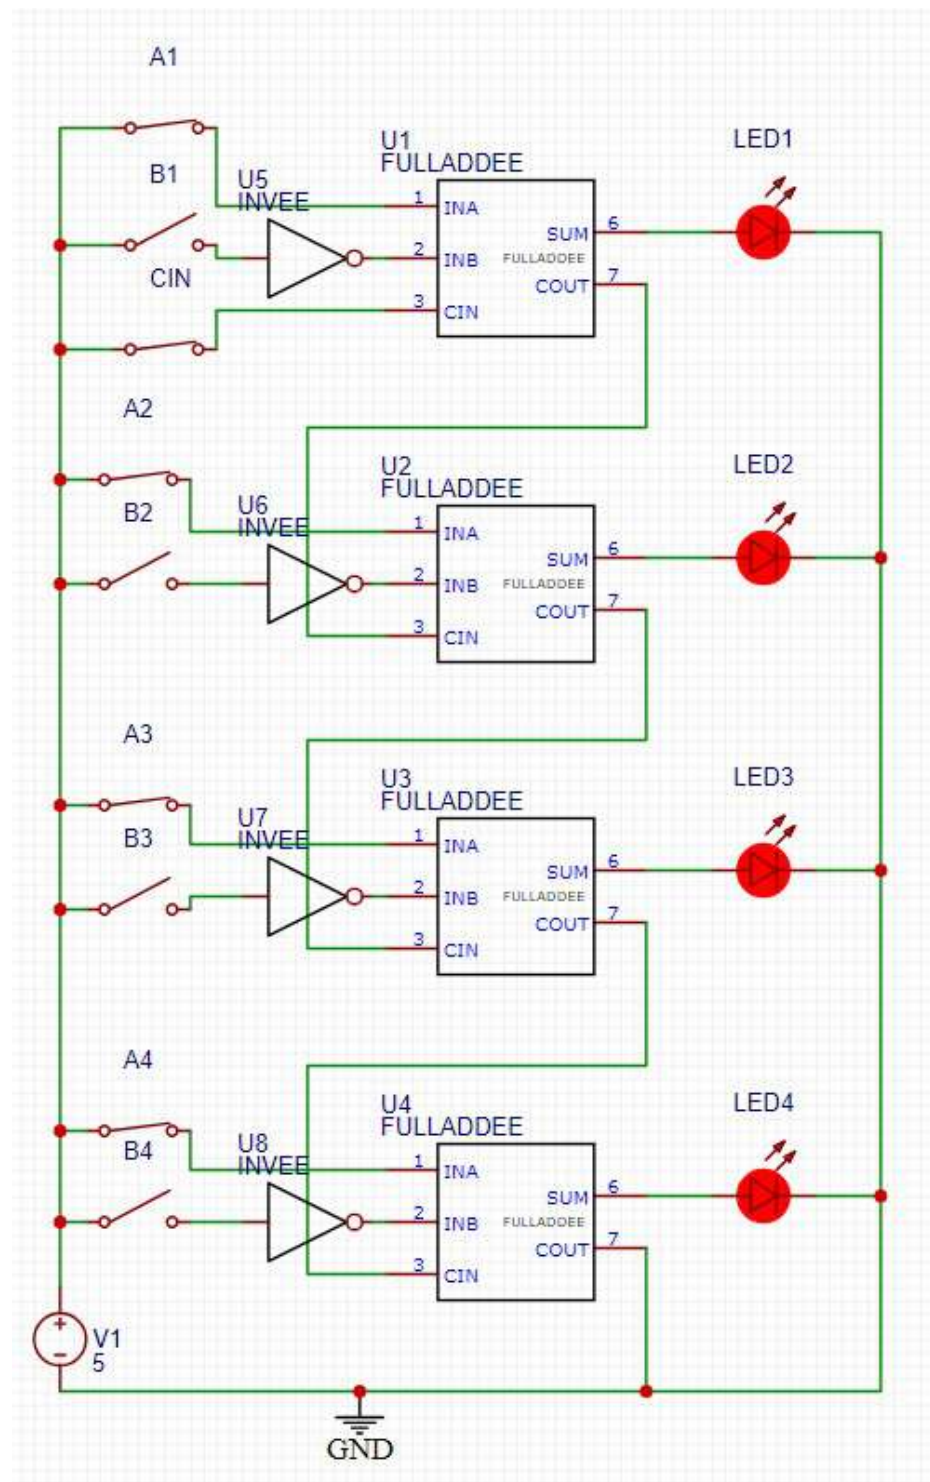 A1
B1
CIN
U5
INVEE
U1
FULLADDEE
1
INA
2
INB
3
CIN
SUM
6
FULLADDEE
COUT
7
LED1
A2
B2
U6
INVEE
U2
FULLADDEE
1
INA
2
INB
3
CIN
SUM
6
FULLADDEE
COUT
7
LED2
A3
B3
U7
INVEE
U3
FULLADDEE
1
INA
2
INB
3
CIN
SUM
6
FULLADDEE
COUT
7
LED3
A4
B4
U8
INVEE
U4
FULLADDEE
1
INA
2
INB
3
CIN
SUM
6
FULLADDEE
COUT
7
LED4
+
−
V1
5
GND